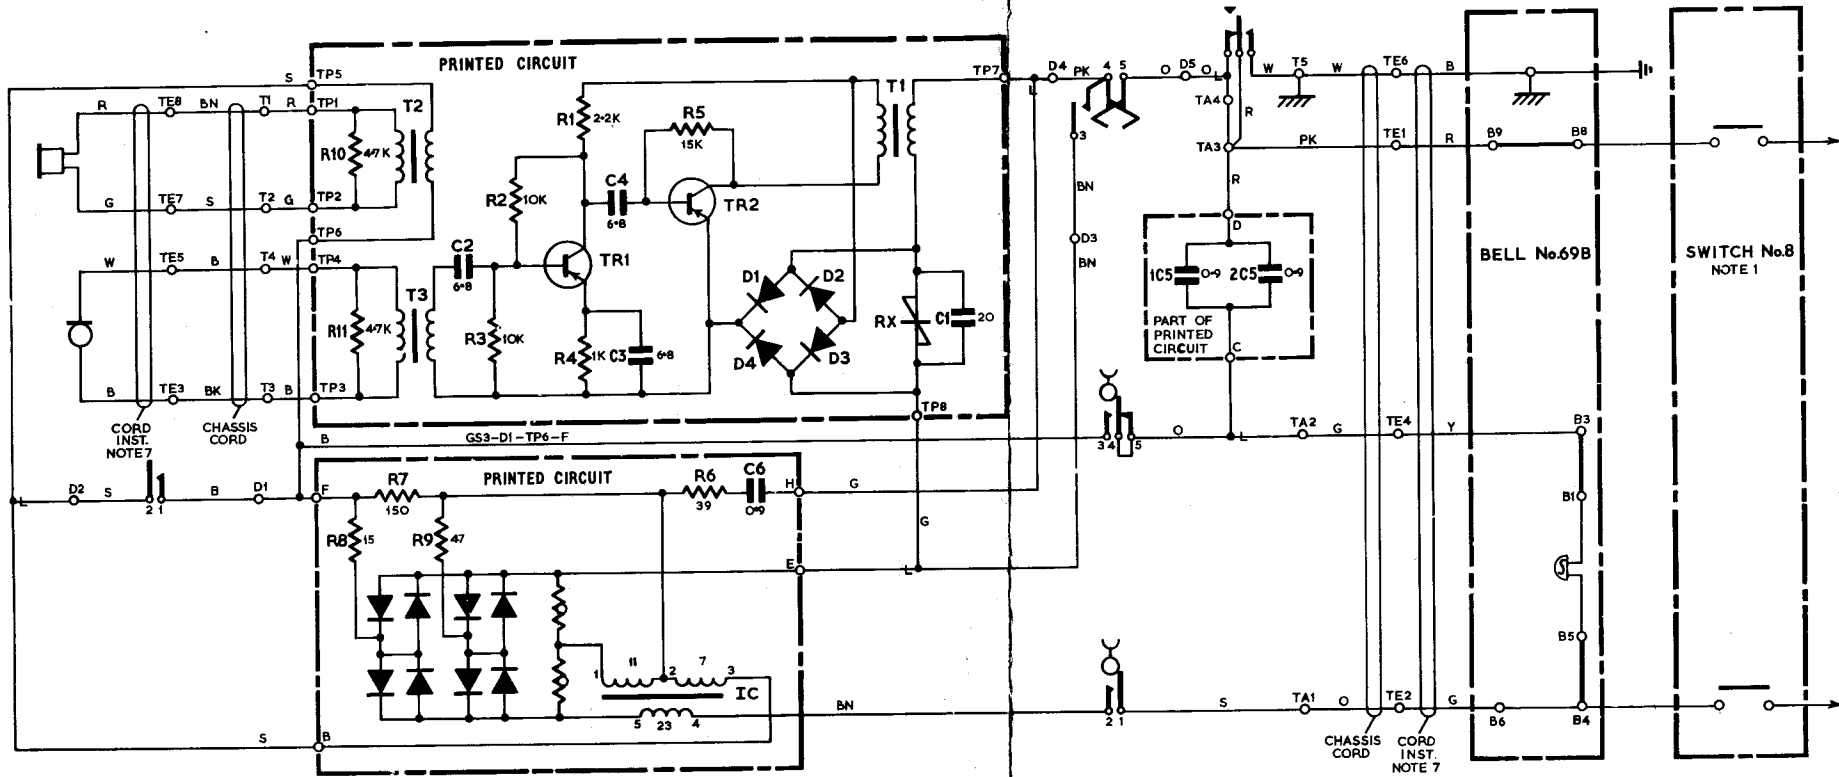 PRINTED CIRCUIT
S TP5
R TE8 BN T1 R TP1
T2
R10 4·7K
G TE7 S T2 G TP2
TP6
W TE5 B T4 W TP4
T3
R11 4·7K
B TE3 BK T3 B TP3
CORD
INST.
NOTE 7
CHASSIS
CORD
R1 2·2K
R2 10K
C4
6·8
R5
15K
TR2
C2
6·8
TR1
R3 10K
R4 1K
C3 6·8
T1
TP7
D1 D2
D4 D3
RX
C1 20
TP8
B GS3-D1-TP6-F
D2 S 2 1 B D1 F
L
PRINTED CIRCUIT
R7
150
R6
39
C6
0·9
H G
R8 15
R9 47
E L
G
1 11 2 7 3
IC
5 23 4
S B
BN
L D4 PK 4 5 O D5 O L
3
BN
D3
BN
TA4
R
TA3
R
W T5 W TE6 B
PK TE1 R B9 B8
D
1C5 0·9 2C5 0·9
PART OF
PRINTED
CIRCUIT
C
3 4 5 O L TA2 G TE4 Y B3
B1
B5
2 1 S TA1 O TE2 G B6 B4
CHASSIS
CORD
CORD
INST.
NOTE 7
BELL No.69B
SWITCH No.8
NOTE 1